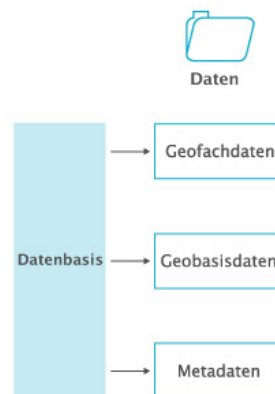 Daten
Geofachdaten
Datenbasis
Geobasisdaten
Metadaten